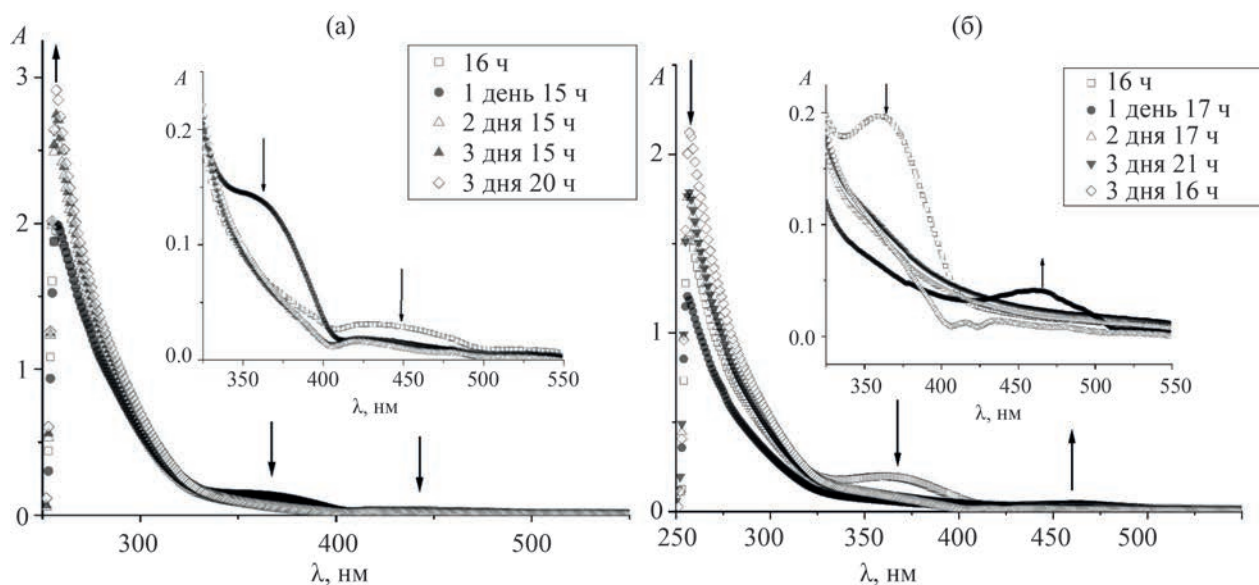 (а)
A
3
2
1
0
300
400
500
λ, нм
16 ч
1 день 15 ч
2 дня 15 ч
3 дня 15 ч
3 дня 20 ч
A
0.2
0.1
0.0
350
400
450
500
550
λ, нм
(б)
A
2
1
0
250
300
350
400
450
500
λ, нм
16 ч
1 день 17 ч
2 дня 17 ч
3 дня 21 ч
3 дня 16 ч
A
0.2
0.1
0.0
350
400
450
500
550
λ, нм